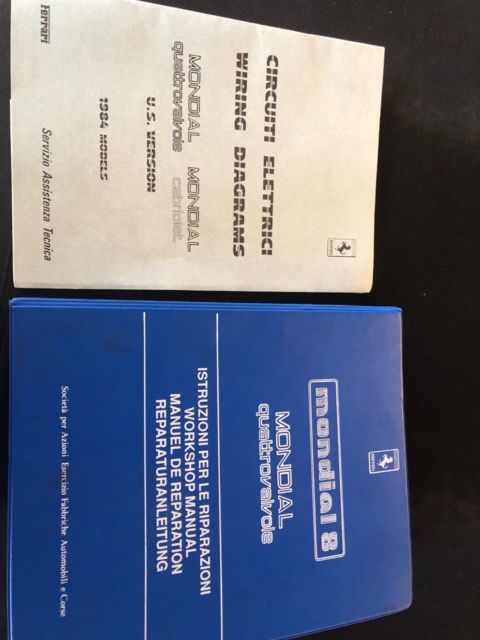 CIRCUITI ELETTRICI
WIRING DIAGRAMS
MONDIAL MONDIAL
quattrovalvole cabriolet
U.S. VERSION
1984 MODELS
Ferrari Servizio Assistenza Tecnica
mondial 8
MONDIAL
quattrovalvole
ISTRUZIONI PER LE RIPARAZIONI
WORKSHOP MANUAL
MANUEL DE REPARATION
REPARATURANLEITUNG
Società per Azioni Esercizio Fabbriche Automobili e Corse